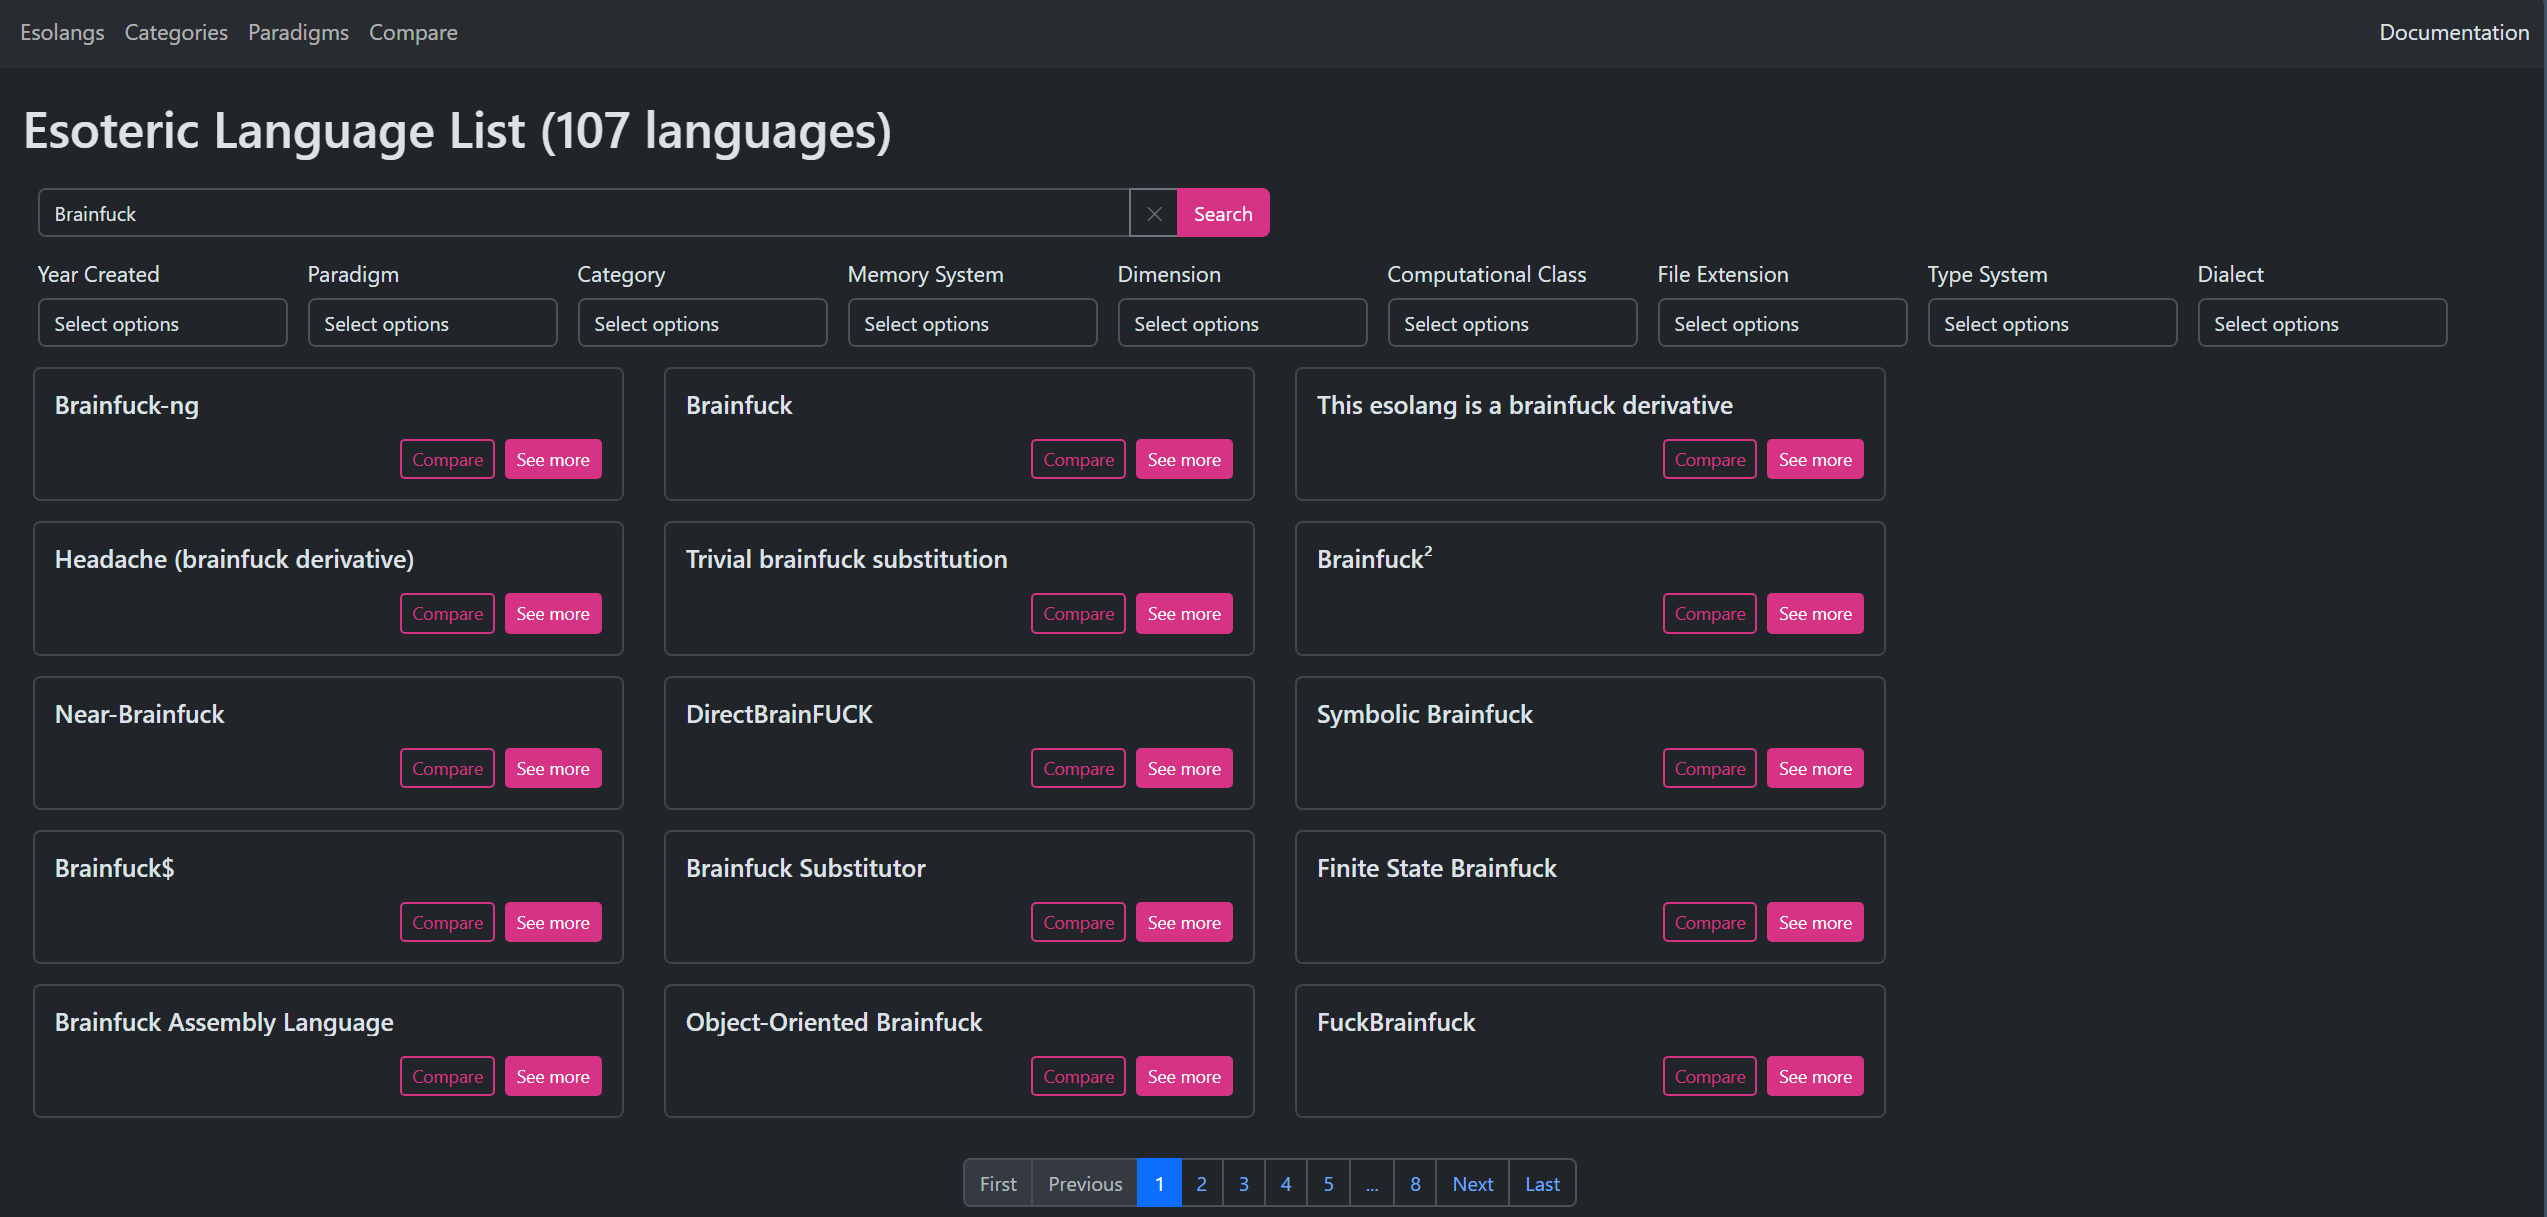 Esolangs Categories Paradigms Compare Documentation
Esoteric Language List (107 languages)
Brainfuck Search
Year Created Paradigm Category Memory System Dimension Computational Class File Extension Type System Dialect
Select options Select options Select options Select options Select options Select options Select options Select options Select options
Brainfuck-ng Brainfuck This esolang is a brainfuck derivative
Compare See more Compare See more Compare See more
Headache (brainfuck derivative) Trivial brainfuck substitution Brainfuck²
Compare See more Compare See more Compare See more
Near-Brainfuck DirectBrainFUCK Symbolic Brainfuck
Compare See more Compare See more Compare See more
Brainfuck$ Brainfuck Substitutor Finite State Brainfuck
Compare See more Compare See more Compare See more
Brainfuck Assembly Language Object-Oriented Brainfuck FuckBrainfuck
Compare See more Compare See more Compare See more
First Previous 1 2 3 4 5 ... 8 Next Last